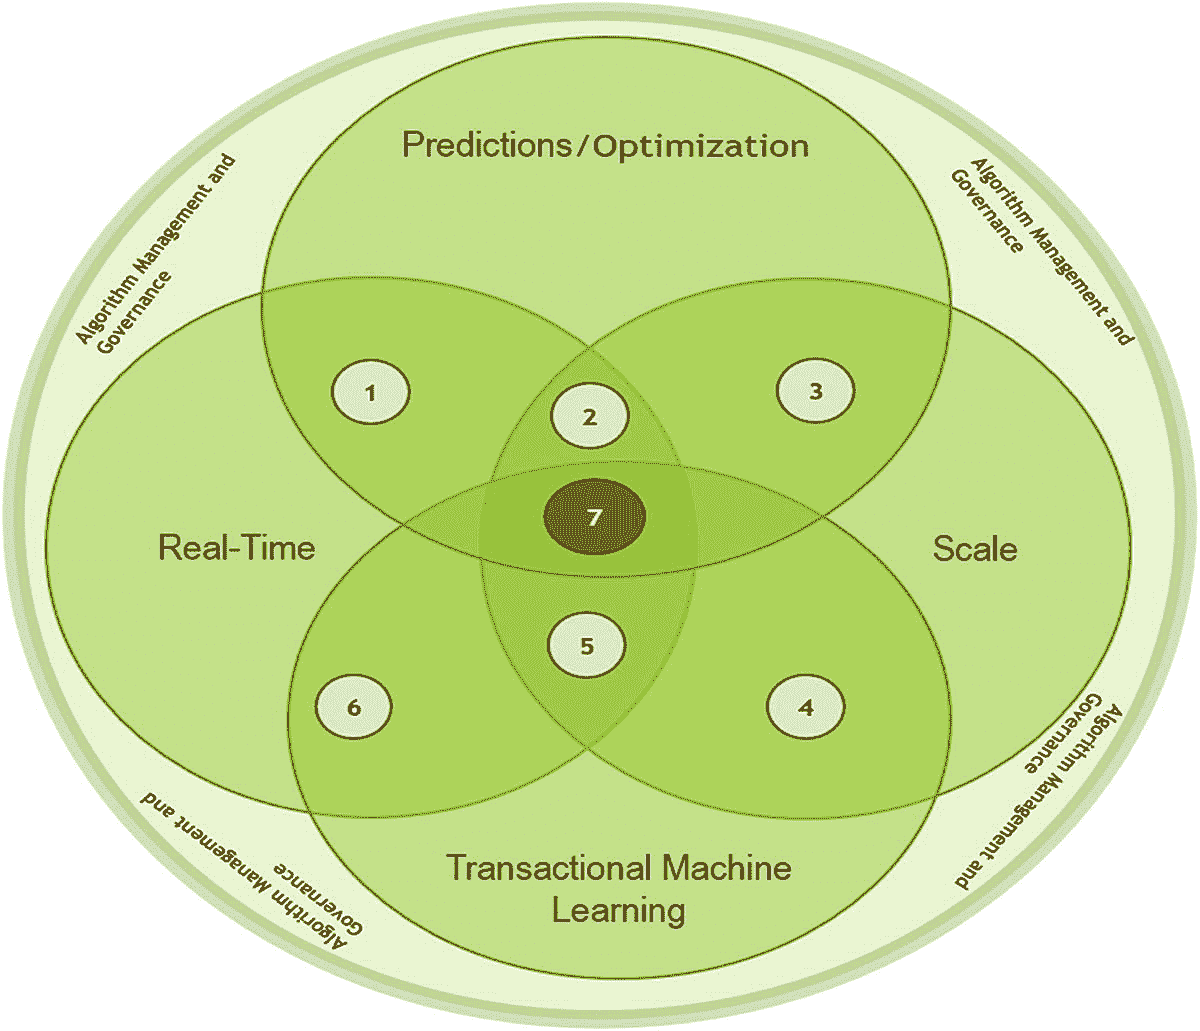 Predictions/Optimization
Algorithm Management and
Governance
Algorithm Management and
Governance
1
2
3
7
Real-Time
Scale
5
6
4
Algorithm Management and
Governance
Algorithm Management and
Governance
Transactional Machine
Learning